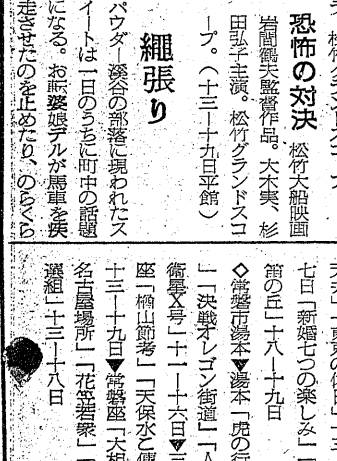 恐怖の対決　松竹大船映画
岩間鶴夫監督作品。大木実、杉
田弘子主演。松竹グランドスコ
ープ。（十三―十九日平館）
繩張り
パウダー溪谷の部落に現われたス
イートは一日のうちに町中の話題
になる。お転婆娘デルが馬車を疾
走させたのを止めたり、のらくら
七日「新婚七つの楽しみ」「
笛の丘」十八―十九日
◇常磐市湯本▼湯本「虎の行
」「決戦オレゴン街道」「人
衛星X号」十一―十六日▼三
座「楢山節考」「天保水と傳
十三―十九日▼常磐座「大相
名古屋場所」「花笠若衆」「
選組」十三―十八日